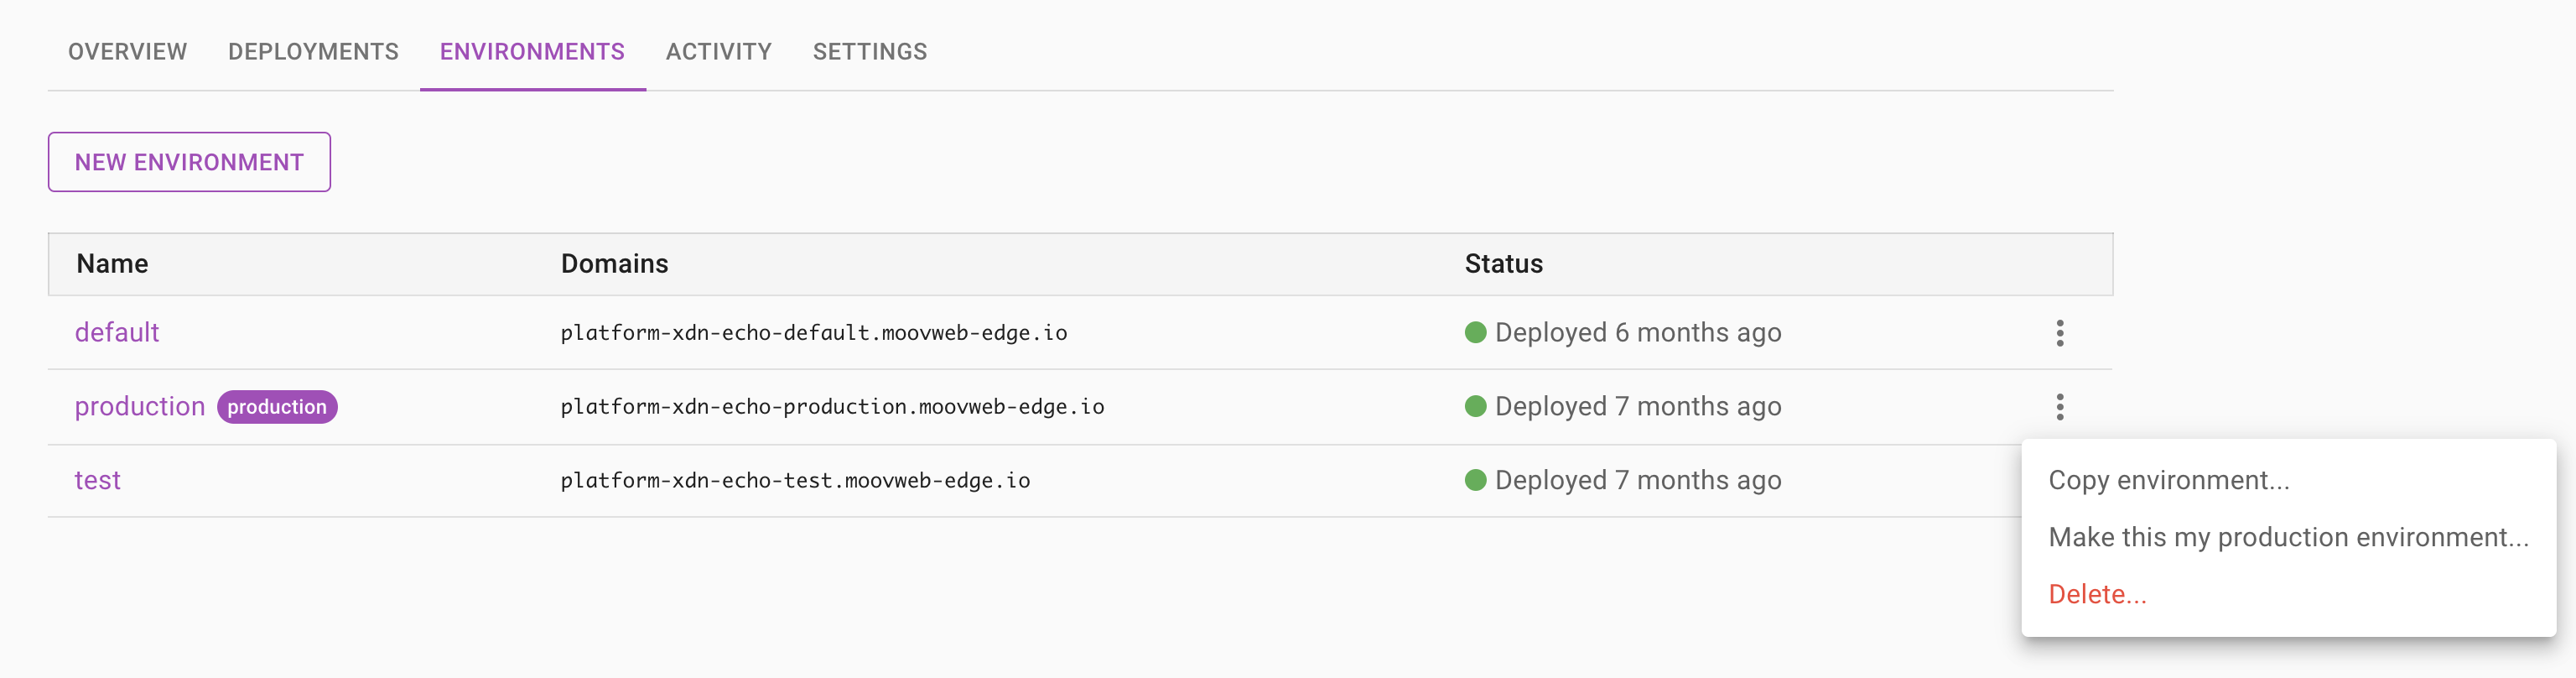 OVERVIEW DEPLOYMENTS ENVIRONMENTS ACTIVITY SETTINGS
NEW ENVIRONMENT
Name Domains Status
default platform-xdn-echo-default.moovweb-edge.io Deployed 6 months ago
production production platform-xdn-echo-production.moovweb-edge.io Deployed 7 months ago
test platform-xdn-echo-test.moovweb-edge.io Deployed 7 months ago
Copy environment...
Make this my production environment...
Delete...